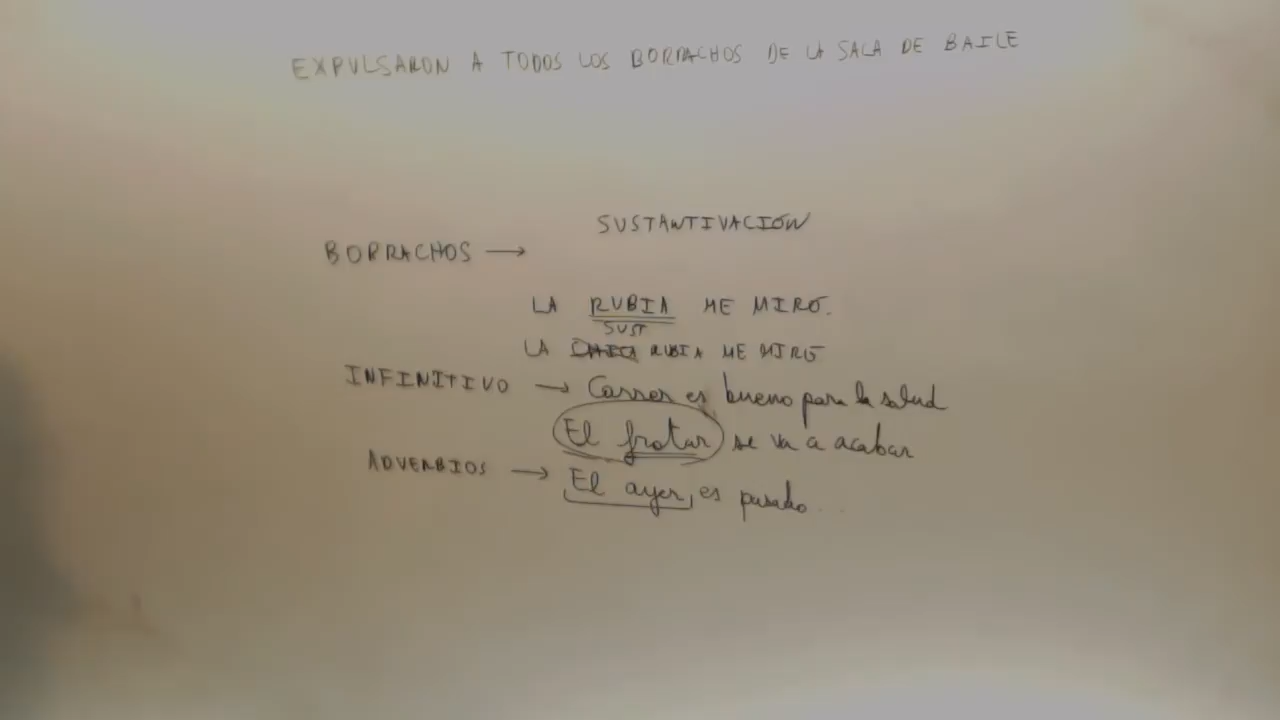 EXPULSARON A TODOS LOS BORRACHOS DE LA SALA DE BAILE
SUSTANTIVACIÓN
BORRACHOS →
LA RUBIA ME MIRÓ.
SUST
LA CHICA RUBIA ME MIRÓ
INFINITIVO → Correr es bueno para la salud
El frotar se va a acabar
ADVERBIOS → El ayer, es pasado...